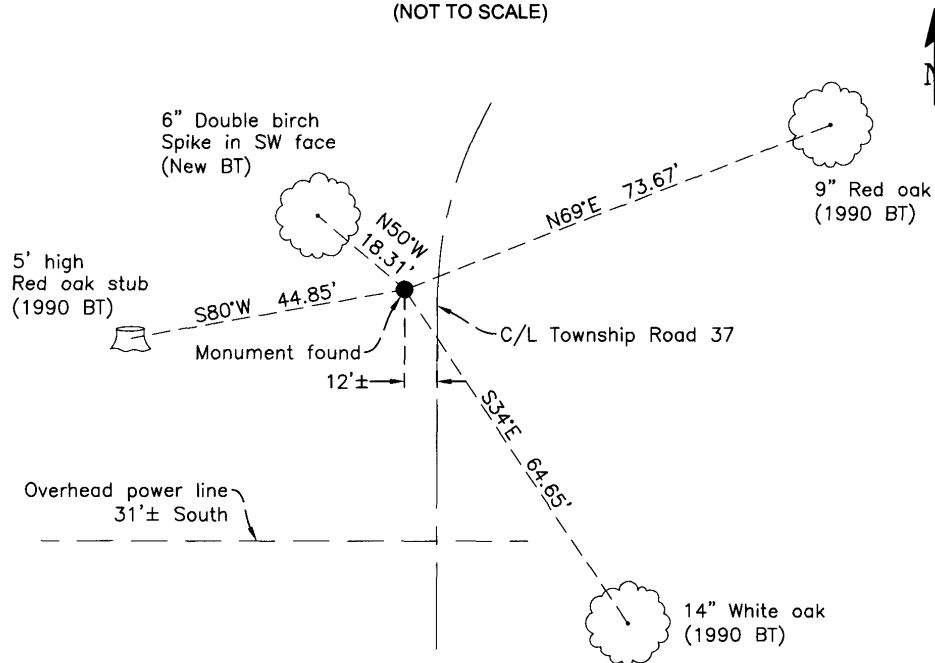 (NOT TO SCALE)
N
6" Double birch
Spike in SW face
(New BT)
9" Red oak
(1990 BT)
N69°E 73.67'
N50°W
18.31'
5' high
Red oak stub
(1990 BT)
S80°W 44.85'
Monument found
C/L Township Road 37
12'±
S34°E 64.65'
Overhead power line
31'± South
14" White oak
(1990 BT)